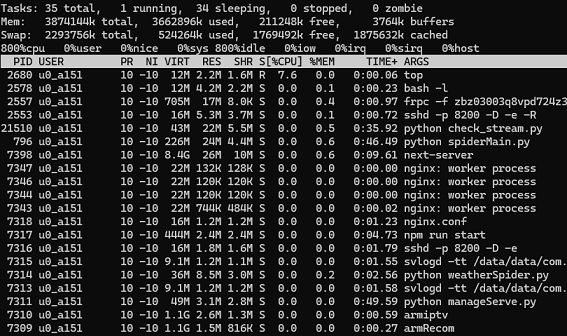 Tasks: 35 total,   1 running,  34 sleeping,   0 stopped,   0 zombie
Mem:   3874144k total,  3662896k used,   211248k free,     3764k buffers
Swap:  2293756k total,   524264k used,  1769492k free,  1875632k cached
800%cpu   0%user   0%nice   0%sys 800%idle   0%iow   0%irq   0%sirq   0%host
PID USER PR NI VIRT RES SHR S[%CPU] %MEM TIME+ ARGS
2680 u0_a151 10 -10 12M 2.2M 1.6M R 7.6 0.0 0:00.06 top
2578 u0_a151 10 -10 12M 4.2M 2.2M S 0.0 0.1 0:00.23 bash -l
2557 u0_a151 10 -10 705M 17M 8.0K S 0.0 0.4 0:00.97 frpc -f zbz03003q8vpd724z3
2553 u0_a151 10 -10 16M 5.3M 3.7M S 0.0 0.1 0:00.72 sshd -p 8200 -D -e -R
21510 u0_a151 10 -10 43M 22M 5.5M S 0.0 0.5 0:35.92 python check_stream.py
796 u0_a151 10 -10 226M 24M 4.4M S 0.0 0.6 0:46.49 python spiderMain.py
7398 u0_a151 10 -10 8.4G 26M 10M S 0.0 0.6 0:09.61 next-server
7347 u0_a151 10 -10 22M 132K 128K S 0.0 0.0 0:00.00 nginx: worker process
7346 u0_a151 10 -10 22M 120K 120K S 0.0 0.0 0:00.00 nginx: worker process
7344 u0_a151 10 -10 22M 120K 120K S 0.0 0.0 0:00.00 nginx: worker process
7343 u0_a151 10 -10 22M 744K 484K S 0.0 0.0 0:00.02 nginx: worker process
7318 u0_a151 10 -10 16M 1.2M 1.2M S 0.0 0.0 0:01.23 nginx.conf
7317 u0_a151 10 -10 444M 2.4M 2.4M S 0.0 0.0 0:04.73 npm run start
7316 u0_a151 10 -10 16M 1.8M 1.6M S 0.0 0.0 0:01.79 sshd -p 8200 -D -e
7315 u0_a151 10 -10 9.1M 1.2M 1.1M S 0.0 0.0 0:00.55 svlogd -tt /data/data/com.
7314 u0_a151 10 -10 36M 8.5M 3.0M S 0.0 0.2 0:02.56 python weatherSpider.py
7313 u0_a151 10 -10 9.1M 1.2M 1.1M S 0.0 0.0 0:01.58 svlogd -tt /data/data/com.
7311 u0_a151 10 -10 49M 3.1M 2.8M S 0.0 0.0 0:49.59 python manageServe.py
7310 u0_a151 10 -10 1.1G 2.6M 1.3M S 0.0 0.0 0:00.59 armiptv
7309 u0_a151 10 -10 1.1G 1.5M 816K S 0.0 0.0 0:00.27 armRecom